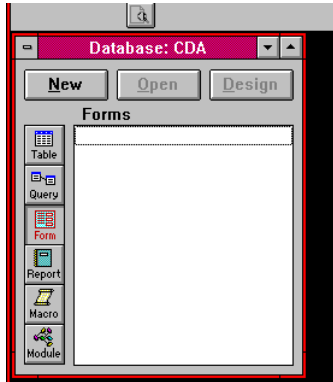 Database: CDA
New Open Design
Forms
Table
Query
Form
Report
Macro
Module